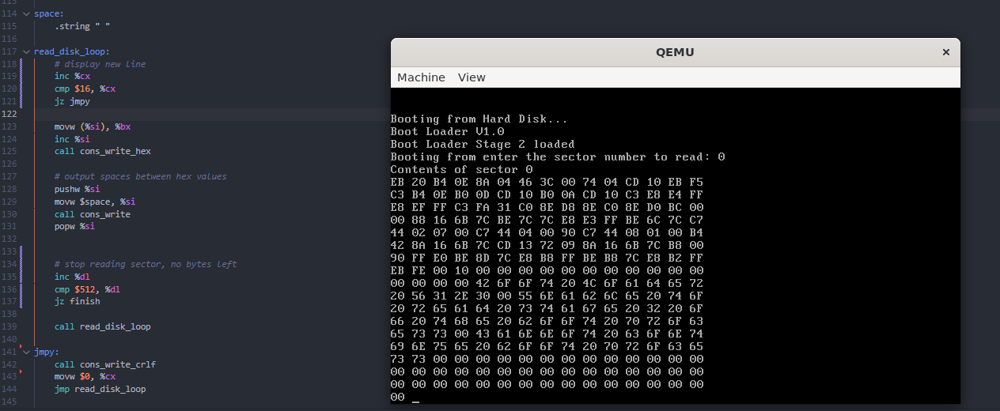 113
114 space:
115 .string " "
116
117 read_disk_loop:
118 # display new line
119 inc %cx
120 cmp $16, %cx
121 jz jmpy
122
123 movw (%si), %bx
124 inc %si
125 call cons_write_hex
126
127 # output spaces between hex values
128 pushw %si
129 movw $space, %si
130 call cons_write
131 popw %si
132
133
134 # stop reading sector, no bytes left
135 inc %dl
136 cmp $512, %dl
137 jz finish
138
139 call read_disk_loop
140
141 jmpy:
142 call cons_write_crlf
143 movw $0, %cx
144 jmp read_disk_loop
145
QEMU
×
Machine View
Booting from Hard Disk...
Boot Loader V1.0
Boot Loader Stage 2 loaded
Booting from enter the sector number to read: 0
Contents of sector 0
EB 20 B4 0E 8A 04 46 3C 00 74 04 CD 10 EB F5
C3 B4 0E B0 0D CD 10 B0 0A CD 10 C3 E8 E4 FF
E8 EF FF C3 FA 31 C0 8E D8 8E C0 8E D0 BC 00
00 88 16 6B 7C BE 7C 7C E8 E3 FF BE 6C 7C C7
44 02 07 00 C7 44 04 00 90 C7 44 08 01 00 B4
42 8A 16 6B 7C CD 13 72 09 8A 16 6B 7C B8 00
90 FF E0 BE 8D 7C E8 B8 FF BE B8 7C E8 B2 FF
EB FE 00 10 00 00 00 00 00 00 00 00 00 00 00
00 00 00 00 42 6F 6F 74 20 4C 6F 61 64 65 72
20 56 31 2E 30 00 55 6E 61 62 6C 65 20 74 6F
20 72 65 61 64 20 73 74 61 67 65 20 32 20 6F
66 20 74 68 65 20 62 6F 6F 74 20 70 72 6F 63
65 73 73 00 43 61 6E 6E 6F 74 20 63 6F 6E 74
69 6E 75 65 20 62 6F 6F 74 20 70 72 6F 63 65
73 73 00 00 00 00 00 00 00 00 00 00 00 00 00
00 00 00 00 00 00 00 00 00 00 00 00 00 00 00
00 00 00 00 00 00 00 00 00 00 00 00 00 00 00
00 _